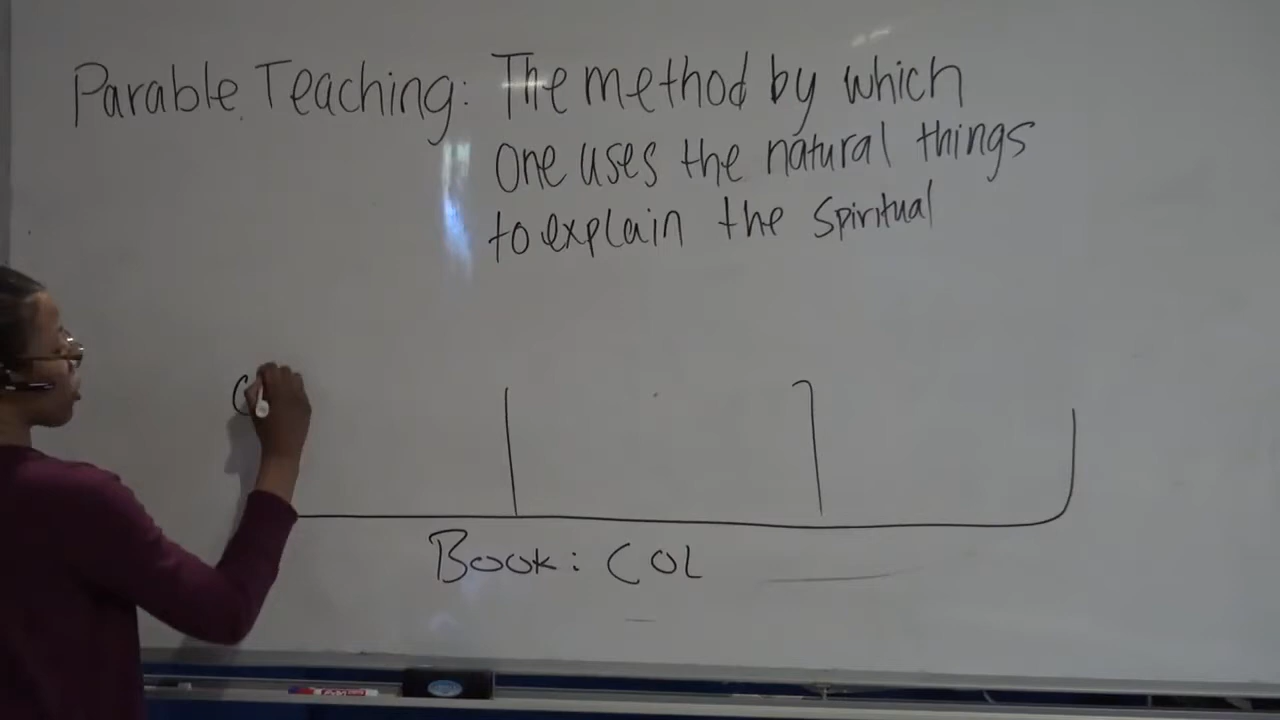 Parable Teaching: The method by which
one uses the natural things
to explain the spiritual
C
Book: COL